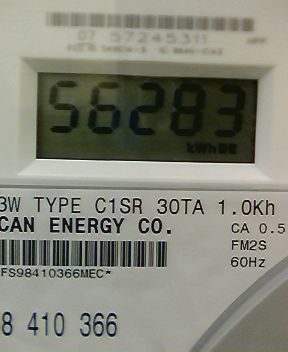 07 57245311
56283
kWh
3W TYPE C1SR 30TA 1.0Kh
CAN ENERGY CO.
CA 0.5
FM2S
60Hz
FS98410366MEC*
8 410 366